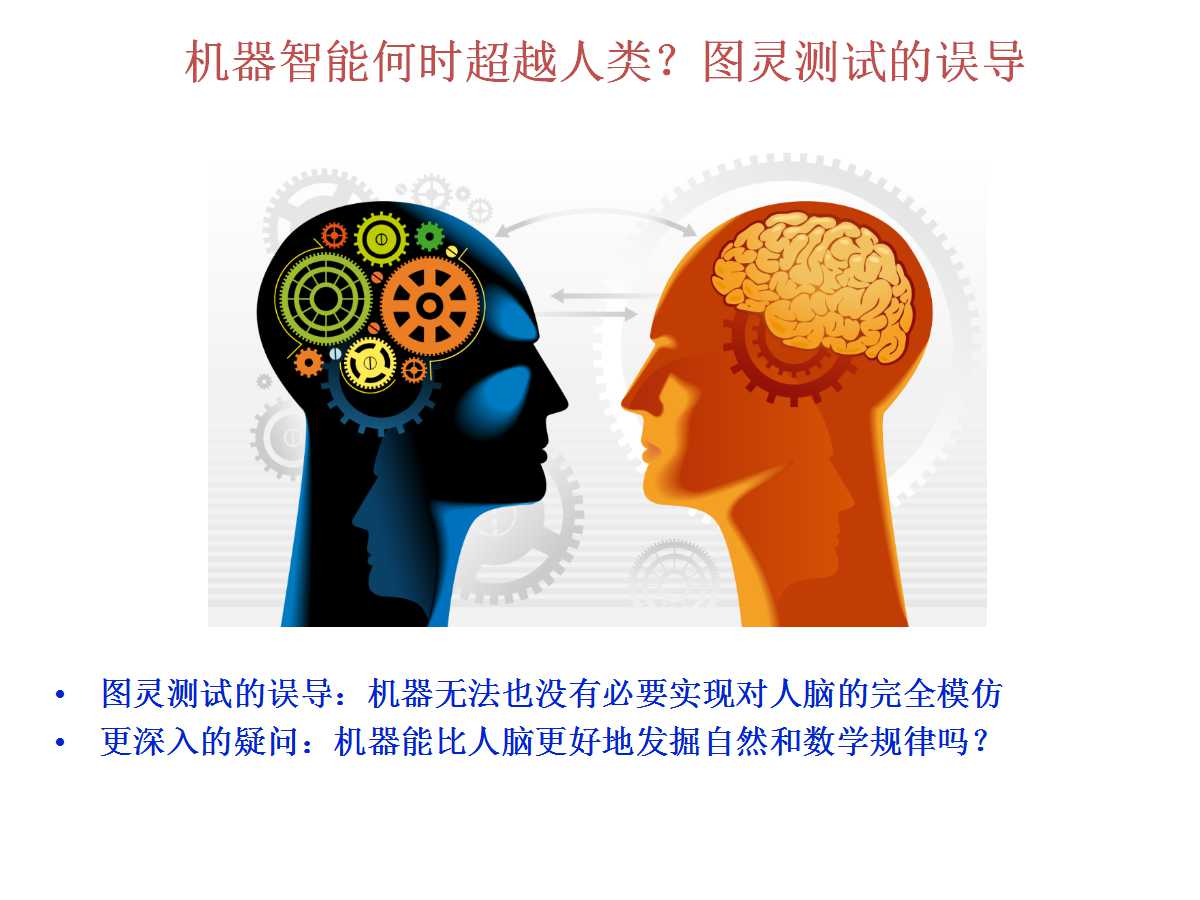 机器智能何时超越人类？图灵测试的误导
• 图灵测试的误导：机器无法也没有必要实现对人脑的完全模仿
• 更深入的疑问：机器能比人脑更好地发掘自然和数学规律吗？